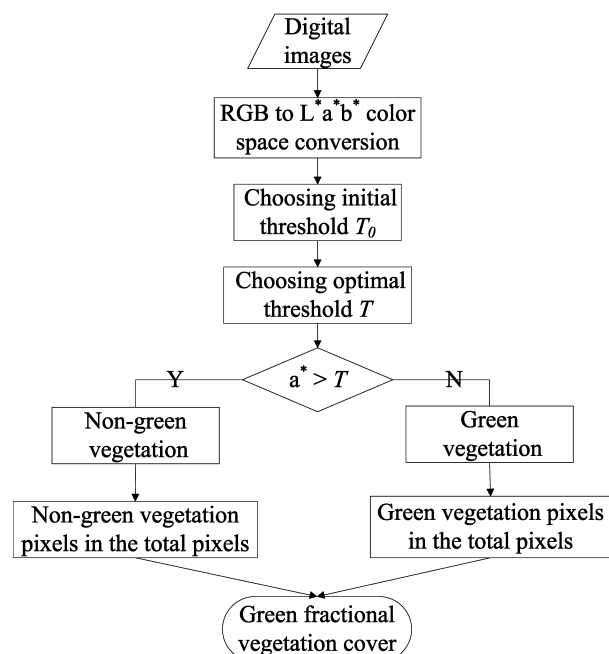 Digital
images
RGB to L*a*b* color
space conversion
Choosing initial
threshold T0
Choosing optimal
threshold T
a* > T
Y
N
Non-green
vegetation
Green
vegetation
Non-green vegetation
pixels in the total pixels
Green vegetation pixels
in the total pixels
Green fractional
vegetation cover